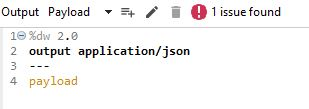 Output Payload 1 issue found
1 %dw 2.0
2 output application/json
3 ---
4 payload